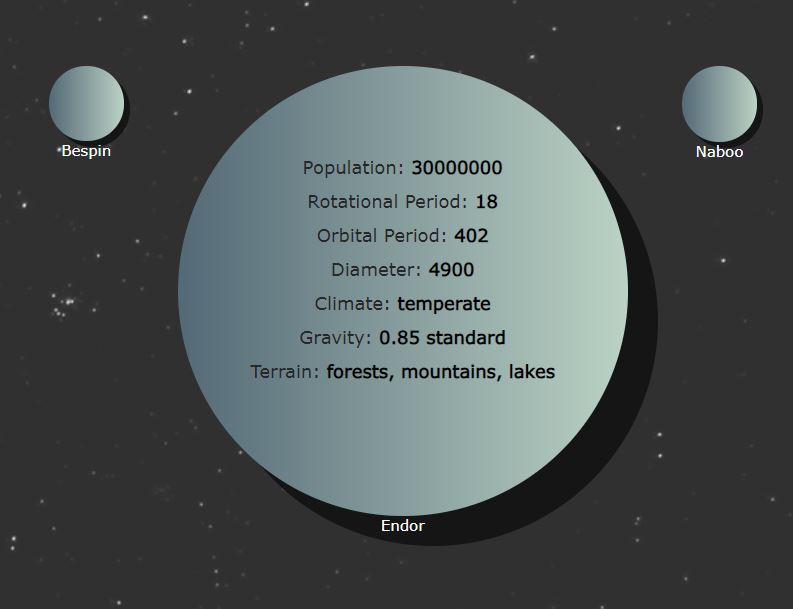 Bespin
Naboo
Population: 30000000
Rotational Period: 18
Orbital Period: 402
Diameter: 4900
Climate: temperate
Gravity: 0.85 standard
Terrain: forests, mountains, lakes
Endor